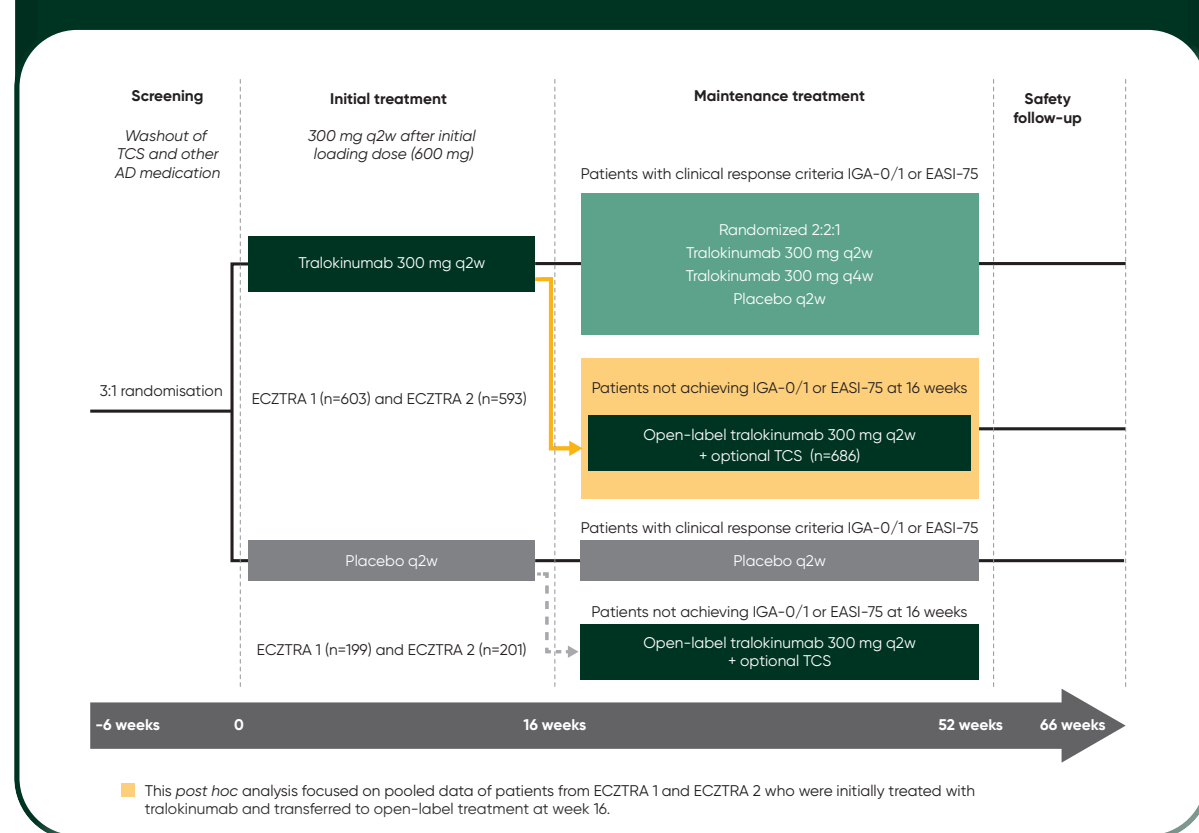 Screening
Washout of
TCS and other
AD medication
Initial treatment
300 mg q2w after initial
loading dose (600 mg)
Maintenance treatment
Safety
follow-up
Patients with clinical response criteria IGA-0/1 or EASI-75
Randomized 2:2:1
Tralokinumab 300 mg q2w
Tralokinumab 300 mg q4w
Placebo q2w
Tralokinumab 300 mg q2w
3:1 randomisation
ECZTRA 1 (n=603) and ECZTRA 2 (n=593)
Patients not achieving IGA-0/1 or EASI-75 at 16 weeks
Open-label tralokinumab 300 mg q2w
+ optional TCS (n=686)
Patients with clinical response criteria IGA-0/1 or EASI-75
Placebo q2w
Placebo q2w
Patients not achieving IGA-0/1 or EASI-75 at 16 weeks
ECZTRA 1 (n=199) and ECZTRA 2 (n=201)
Open-label tralokinumab 300 mg q2w
+ optional TCS
-6 weeks
0
16 weeks
52 weeks
66 weeks
This post hoc analysis focused on pooled data of patients from ECZTRA 1 and ECZTRA 2 who were initially treated with
tralokinumab and transferred to open-label treatment at week 16.